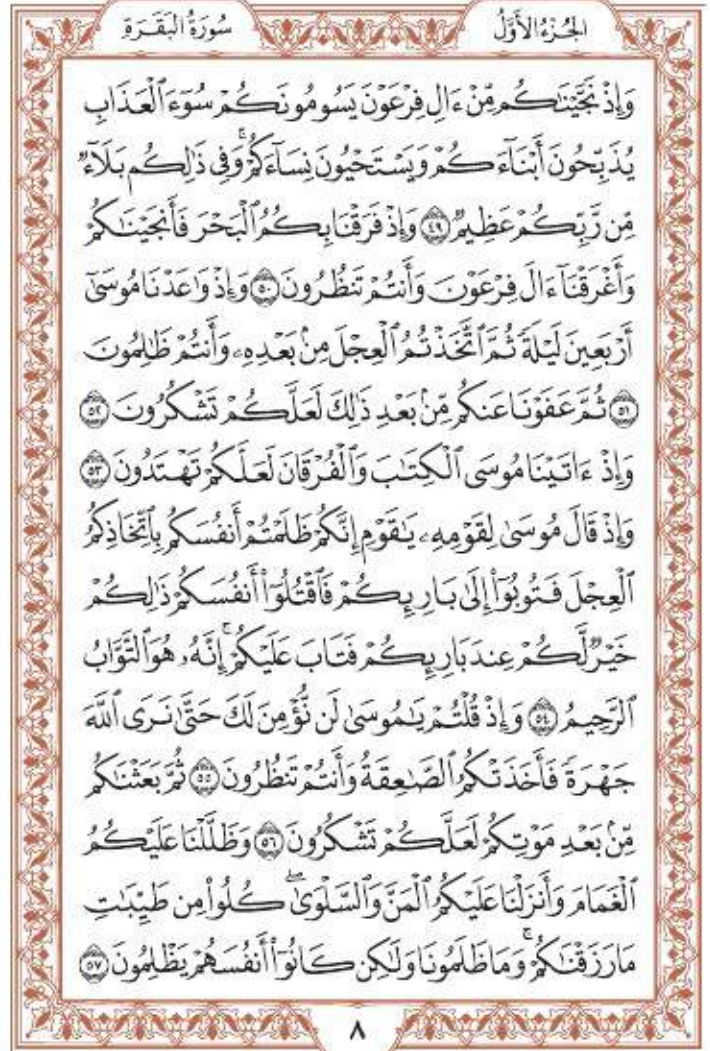 الجُزْءُ الأَوَّلُ سُورَةُ البَقَرَةِ
وَإِذْ نَجَّيْنَٰكُم مِّنْ ءَالِ فِرْعَوْنَ يَسُومُونَكُمْ سُوٓءَ ٱلْعَذَابِ
يُذَبِّحُونَ أَبْنَآءَكُمْ وَيَسْتَحْيُونَ نِسَآءَكُمْ ۚ وَفِى ذَٰلِكُم بَلَآءٌ
مِّن رَّبِّكُمْ عَظِيمٌ ٤٩ وَإِذْ فَرَقْنَا بِكُمُ ٱلْبَحْرَ فَأَنجَيْنَٰكُمْ
وَأَغْرَقْنَآ ءَالَ فِرْعَوْنَ وَأَنتُمْ تَنظُرُونَ ٥٠ وَإِذْ وَٰعَدْنَا مُوسَىٰٓ
أَرْبَعِينَ لَيْلَةً ثُمَّ ٱتَّخَذْتُمُ ٱلْعِجْلَ مِنۢ بَعْدِهِۦ وَأَنتُمْ ظَٰلِمُونَ
٥١ ثُمَّ عَفَوْنَا عَنكُم مِّنۢ بَعْدِ ذَٰلِكَ لَعَلَّكُمْ تَشْكُرُونَ ٥٢
وَإِذْ ءَاتَيْنَا مُوسَى ٱلْكِتَٰبَ وَٱلْفُرْقَانَ لَعَلَّكُمْ تَهْتَدُونَ ٥٣
وَإِذْ قَالَ مُوسَىٰ لِقَوْمِهِۦ يَٰقَوْمِ إِنَّكُمْ ظَلَمْتُمْ أَنفُسَكُم بِٱتِّخَاذِكُمُ
ٱلْعِجْلَ فَتُوبُوٓا۟ إِلَىٰ بَارِئِكُمْ فَٱقْتُلُوٓا۟ أَنفُسَكُمْ ذَٰلِكُمْ
خَيْرٌ لَّكُمْ عِندَ بَارِئِكُمْ فَتَابَ عَلَيْكُمْ ۚ إِنَّهُۥ هُوَ ٱلتَّوَّابُ
ٱلرَّحِيمُ ٥٤ وَإِذْ قُلْتُمْ يَٰمُوسَىٰ لَن نُّؤْمِنَ لَكَ حَتَّىٰ نَرَى ٱللَّهَ
جَهْرَةً فَأَخَذَتْكُمُ ٱلصَّٰعِقَةُ وَأَنتُمْ تَنظُرُونَ ٥٥ ثُمَّ بَعَثْنَٰكُم
مِّنۢ بَعْدِ مَوْتِكُمْ لَعَلَّكُمْ تَشْكُرُونَ ٥٦ وَظَلَّلْنَا عَلَيْكُمُ
ٱلْغَمَامَ وَأَنزَلْنَا عَلَيْكُمُ ٱلْمَنَّ وَٱلسَّلْوَىٰ ۖ كُلُوا۟ مِن طَيِّبَٰتِ
مَا رَزَقْنَٰكُمْ ۚ وَمَا ظَلَمُونَا وَلَٰكِن كَانُوٓا۟ أَنفُسَهُمْ يَظْلِمُونَ ٥٧
٨